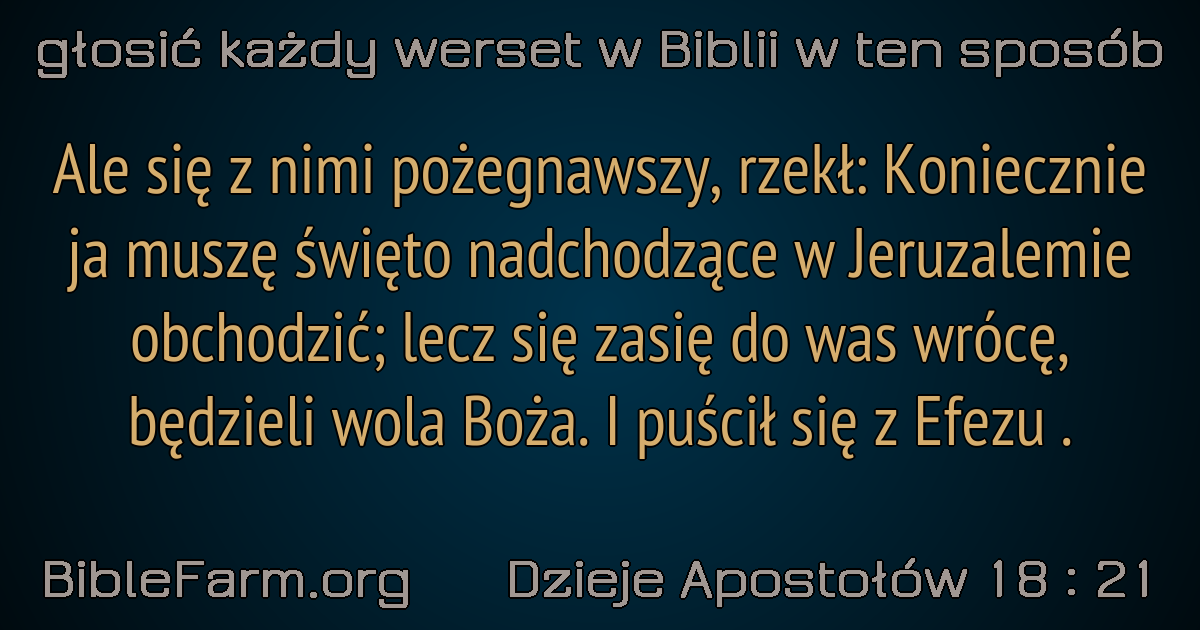 głosić każdy werset w Biblii w ten sposób
Ale się z nimi pożegnawszy, rzekł: Koniecznie
ja muszę święto nadchodzące w Jeruzalemie
obchodzić; lecz się zasię do was wrócę,
będzieli wola Boża. I puścił się z Efezu .
BibleFarm.org Dzieje Apostołów 18 : 21